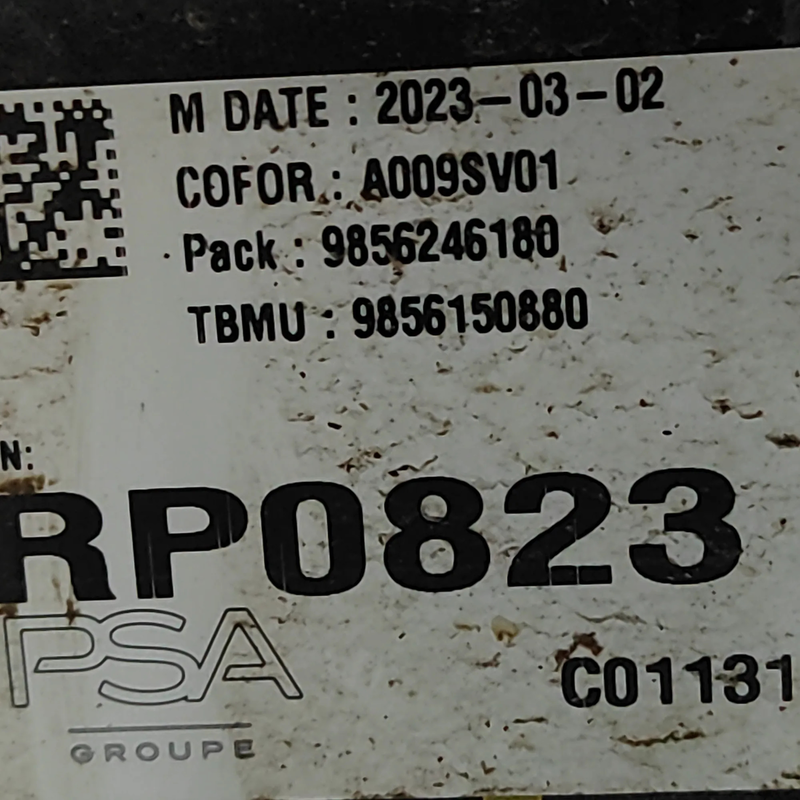 M DATE : 2023-03-02
COFOR : A009SV01
Pack : 9856246180
TBMU : 9856150880
N:
RP0823
PSA
GROUPE
C01131